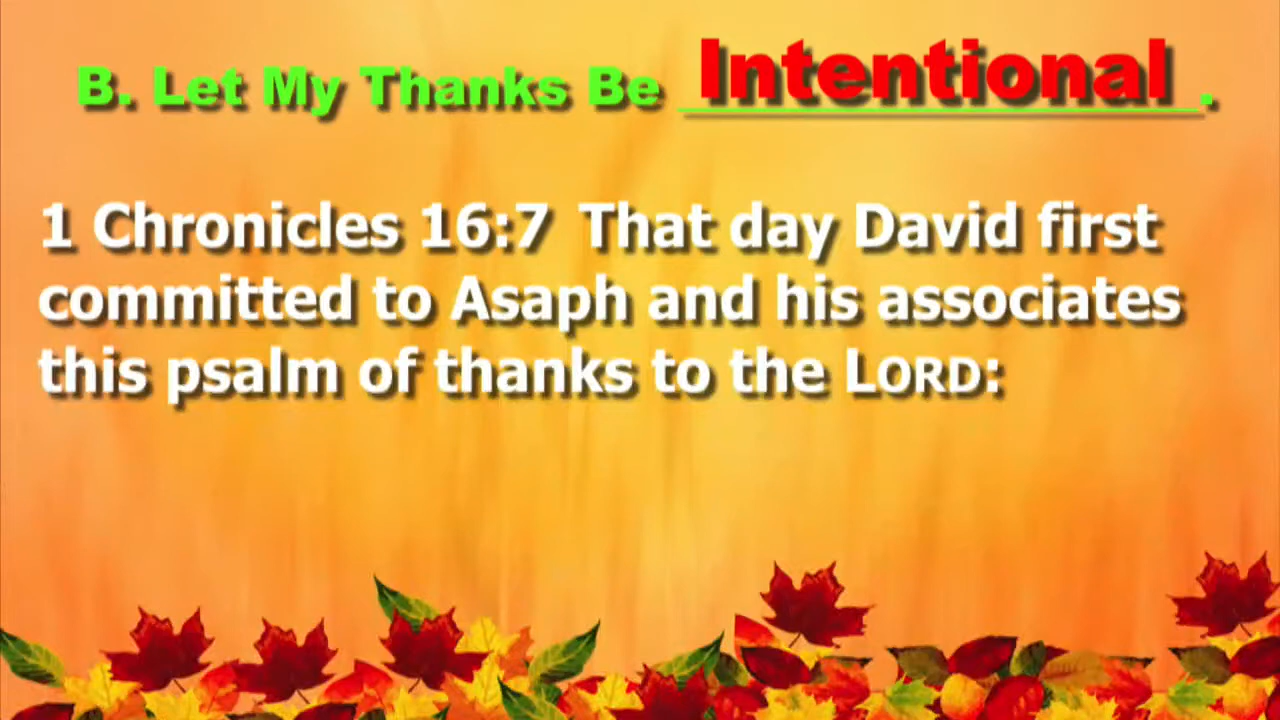 B. Let My Thanks Be Intentional.
1 Chronicles 16:7 That day David first
committed to Asaph and his associates
this psalm of thanks to the LORD: